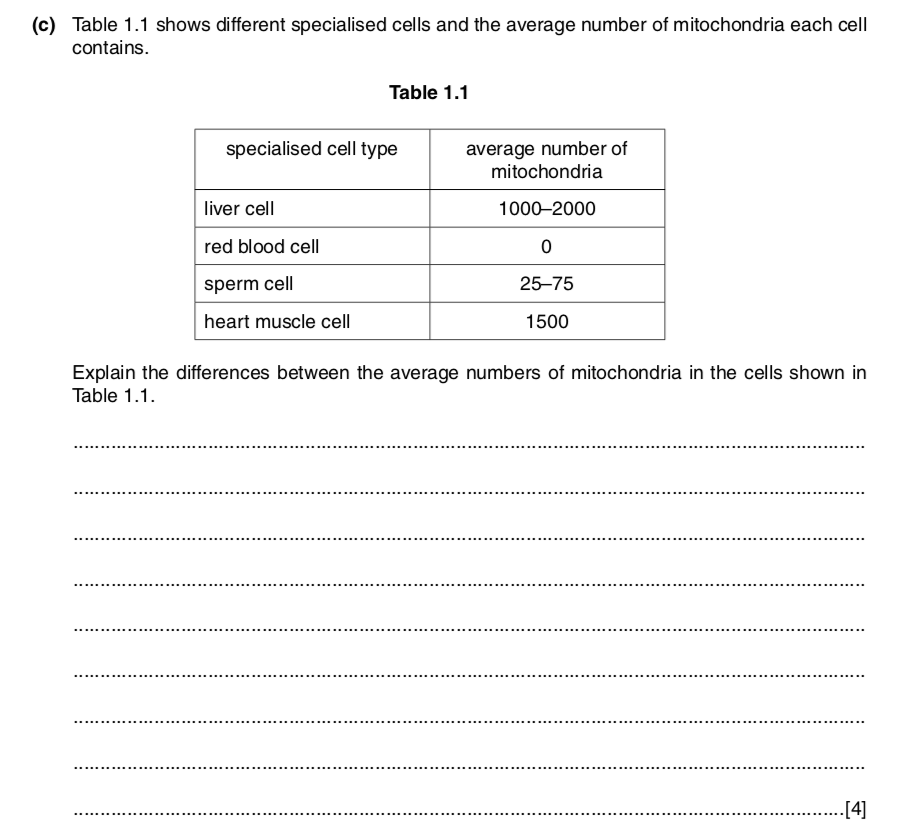 (c) Table 1.1 shows different specialised cells and the average number of mitochondria each cell
contains.
Table 1.1
specialised cell type average number of
mitochondria
liver cell 1000–2000
red blood cell 0
sperm cell 25–75
heart muscle cell 1500
Explain the differences between the average numbers of mitochondria in the cells shown in
Table 1.1.
[4]